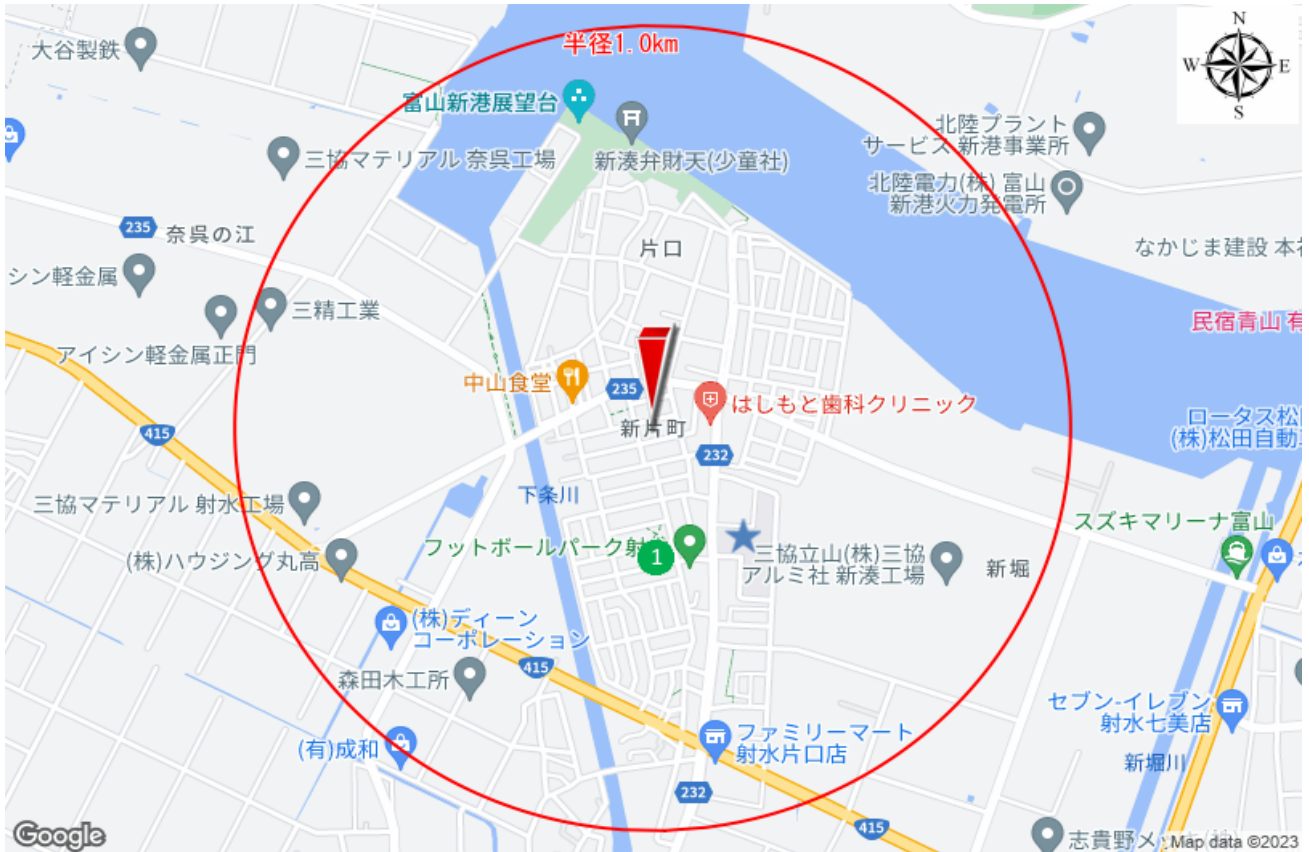 半径1.0km
N
W
E
S
大谷製鉄
富山新港展望台
北陸プラント
サービス 新港事業所
三協マテリアル 奈呉工場
新湊弁財天(少童社)
北陸電力(株) 富山
新港火力発電所
235
奈呉の江
片口
なかじま建設 本社
シン軽金属
三精工業
民宿青山 有
アイシン軽金属正門
中山食堂
235
はしもと歯科クリニック
新片町
415
232
ロータス松
(株)松田自動
三協マテリアル 射水工場
下条川
スズキマリーナ富山
フットボールパーク射
1
三協立山(株)三協
アルミ社 新湊工場
新堀
(株)ハウジング丸高
(株)ディーン
コーポレーション
415
森田木工所
セブン-イレブン
射水七美店
ファミリーマート
射水片口店
(有)成和
新堀川
232
415
Google
志貴野メッキ
Map data ©2023